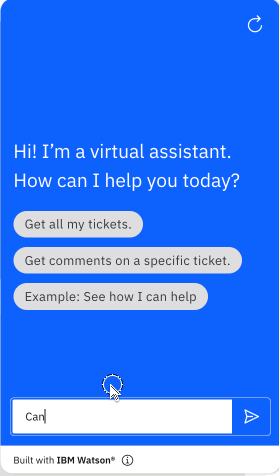 Hi! I’m a virtual assistant.
How can I help you today?
Get all my tickets.
Get comments on a specific ticket.
Example: See how I can help
Can
Built with IBM Watson®